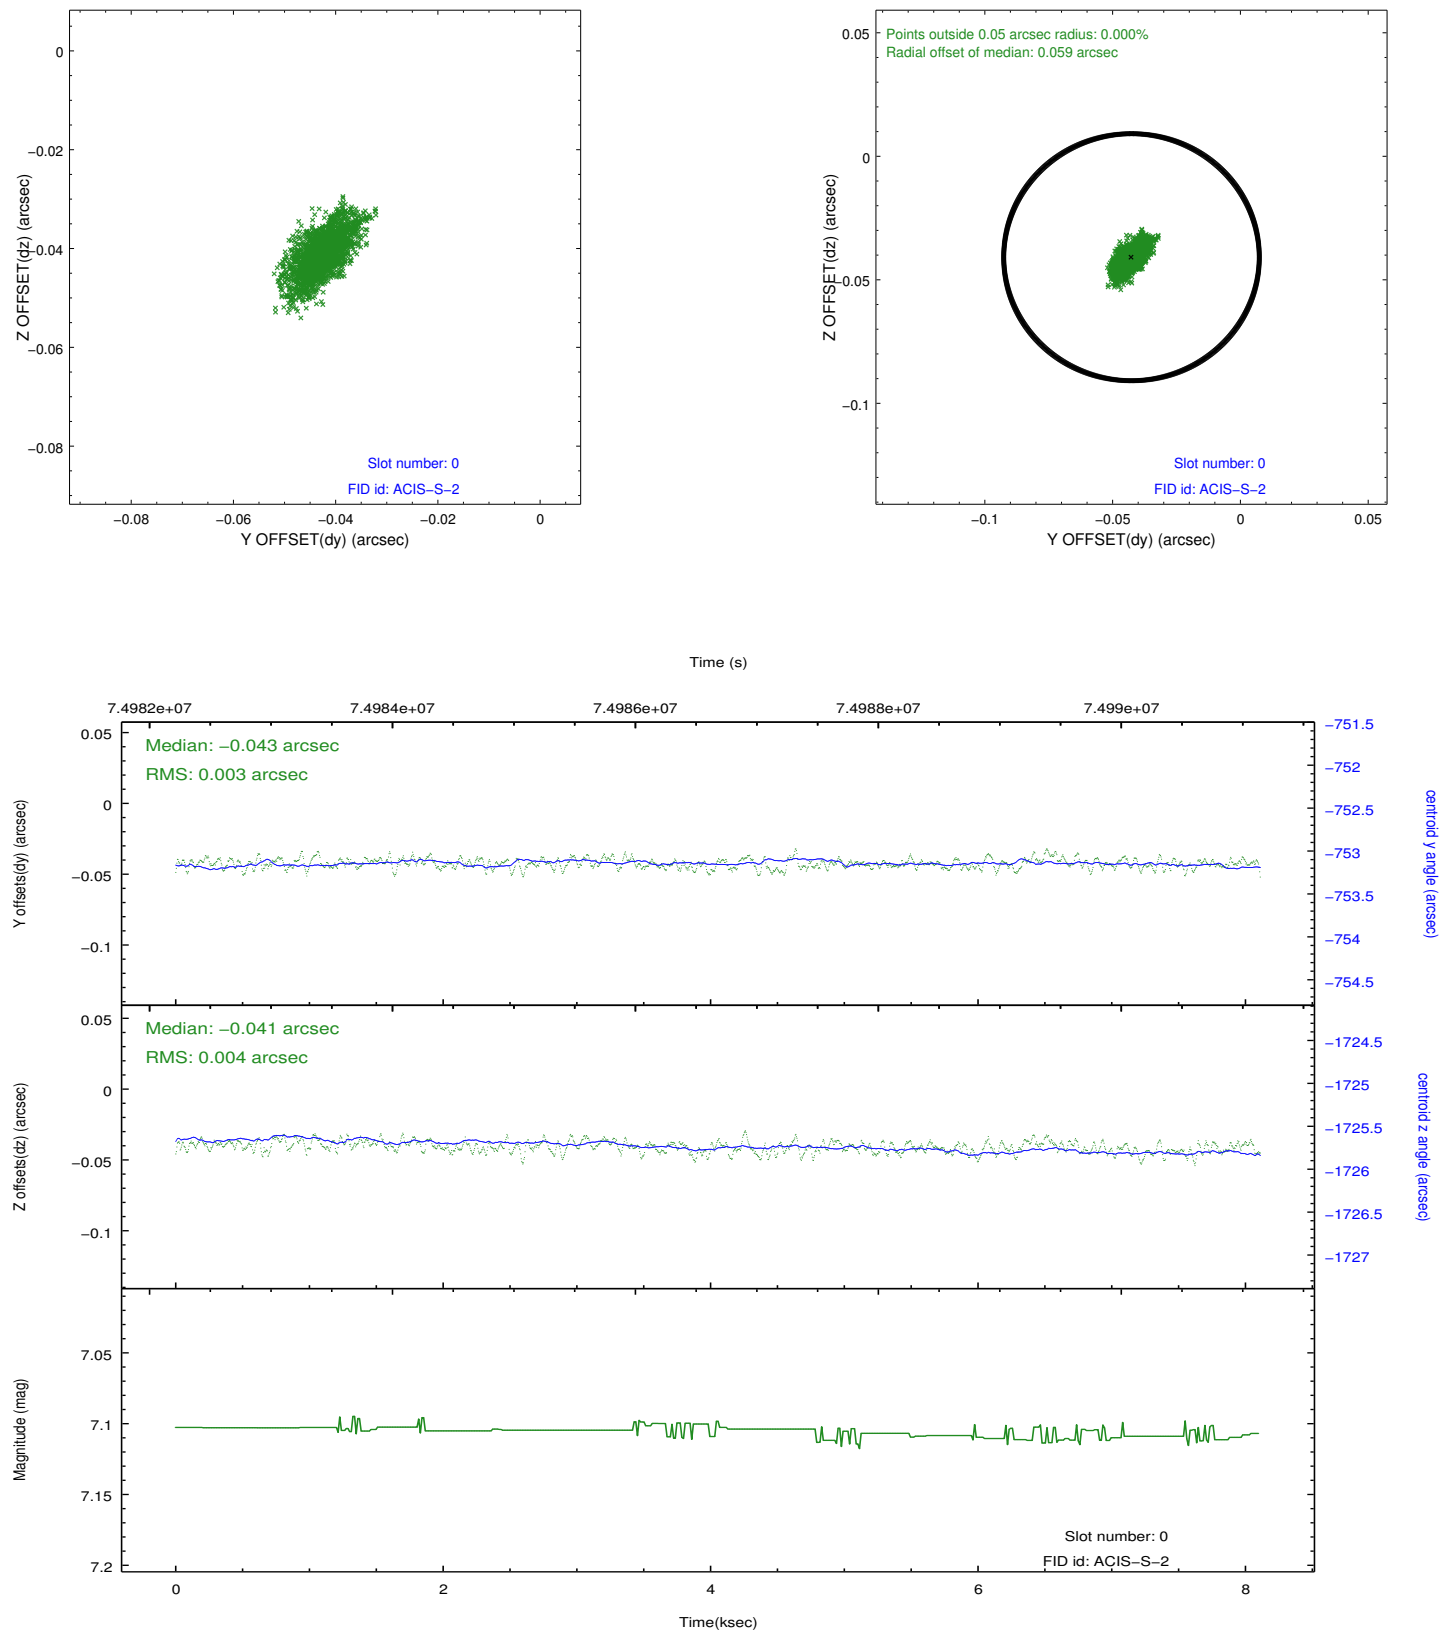 0
−0.02
−0.04
−0.06
−0.08
Z OFFSET(dz) (arcsec)
Slot number: 0
FID id: ACIS−S−2
−0.08
−0.06
−0.04
−0.02
0
Y OFFSET(dy) (arcsec)
Points outside 0.05 arcsec radius: 0.000%
Radial offset of median: 0.059 arcsec
0.05
0
−0.05
−0.1
Z OFFSET(dz) (arcsec)
Slot number: 0
FID id: ACIS−S−2
−0.1
−0.05
0
0.05
Y OFFSET(dy) (arcsec)
Time (s)
7.4982e+07
7.4984e+07
7.4986e+07
7.4988e+07
7.499e+07
Median: −0.043 arcsec
RMS: 0.003 arcsec
0.05
0
−0.05
−0.1
Y offsets(dy) (arcsec)
−751.5
−752
−752.5
−753
−753.5
−754
−754.5
centroid y angle (arcsec)
Median: −0.041 arcsec
RMS: 0.004 arcsec
0.05
0
−0.05
−0.1
Z offsets(dz) (arcsec)
−1724.5
−1725
−1725.5
−1726
−1726.5
−1727
centroid z angle (arcsec)
7.05
7.1
7.15
7.2
Magnitude (mag)
Slot number: 0
FID id: ACIS−S−2
0
2
4
6
8
Time(ksec)